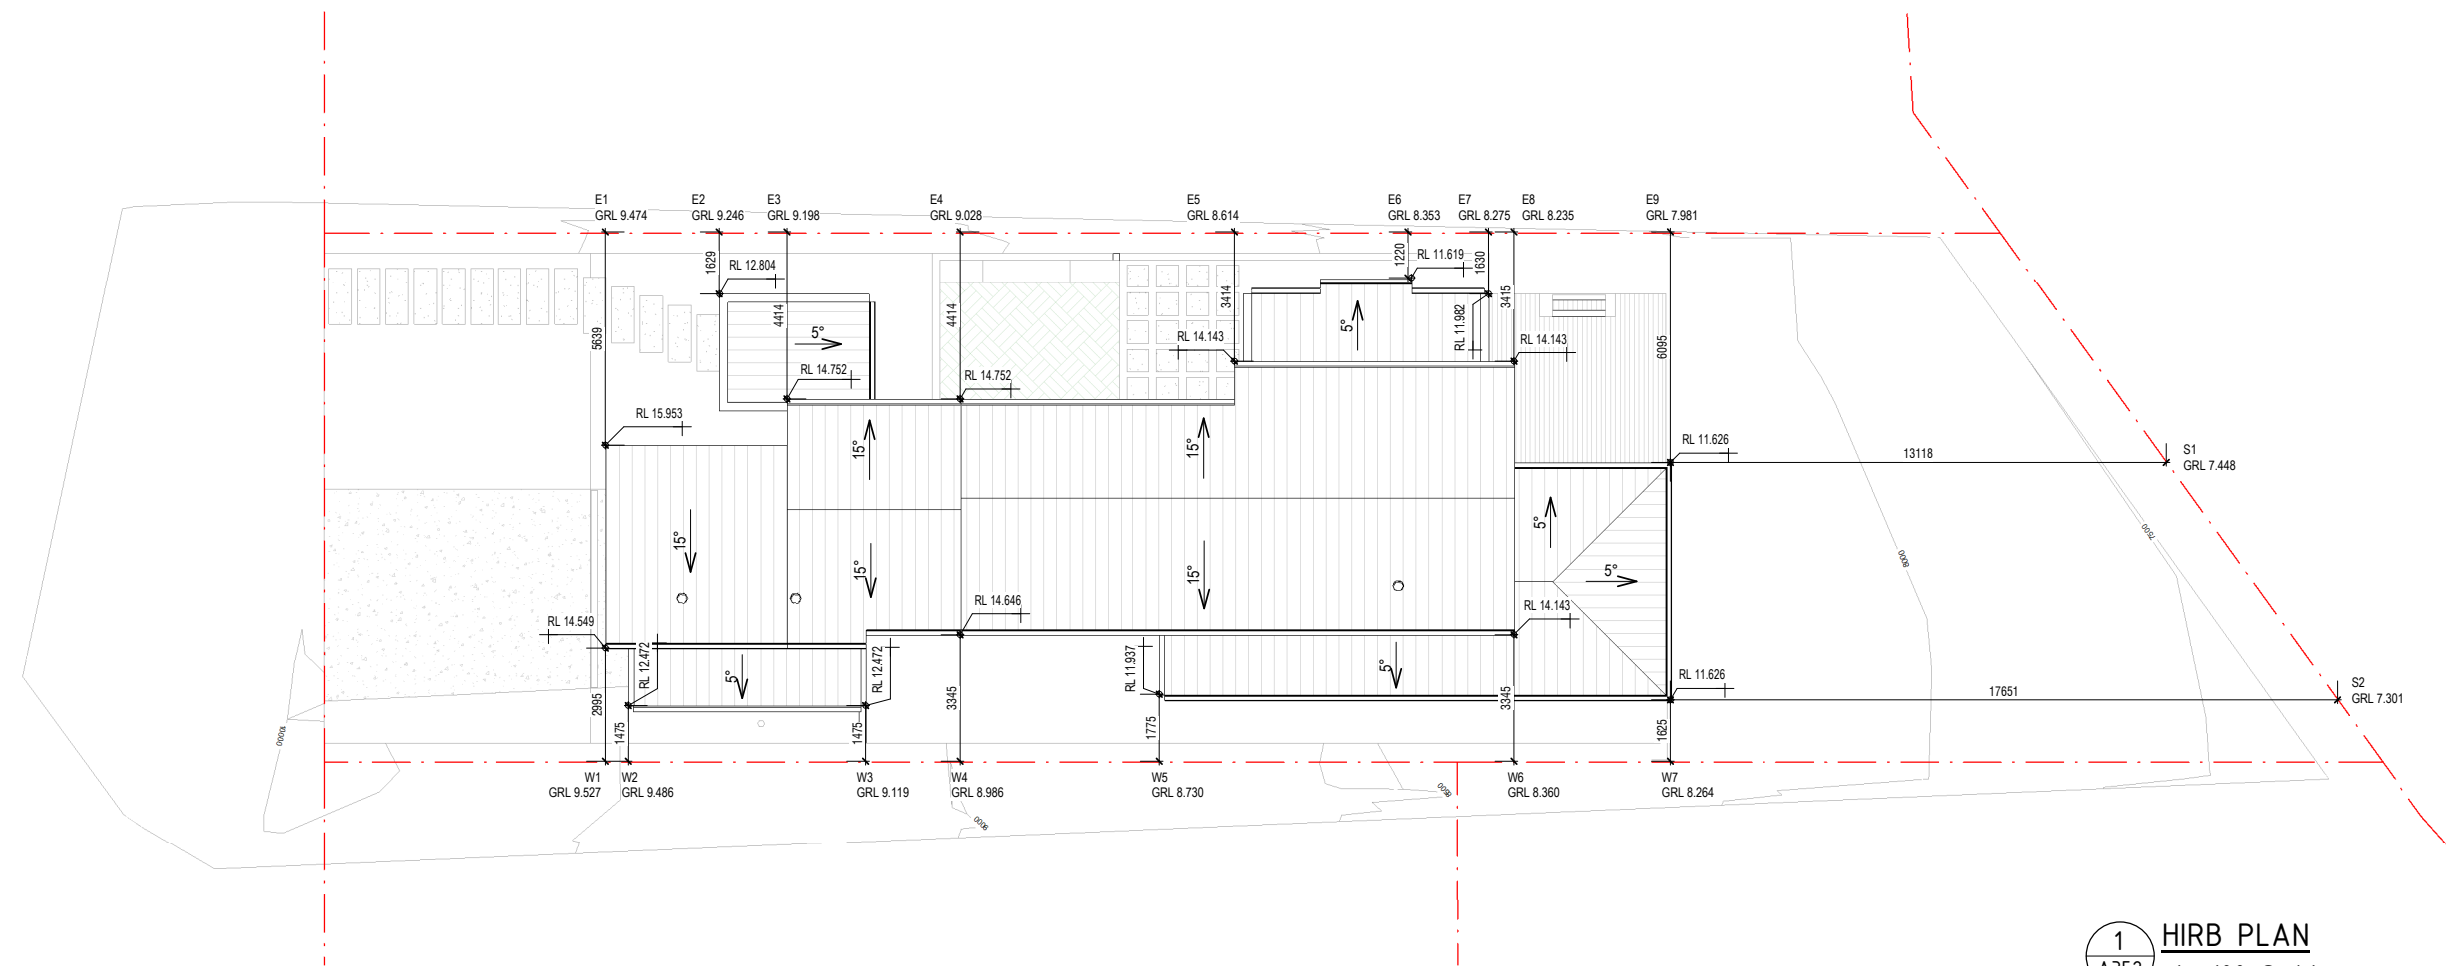 E1
GRL 9.474
E2
GRL 9.246
E3
GRL 9.198
E4
GRL 9.028
E5
GRL 8.614
E6
GRL 8.353
E7
GRL 8.275
E8
GRL 8.235
E9
GRL 7.981
1629
RL 12.804
1220
RL 11.619
1630
3414
3415
4414
4414
5639
5°
5°
RL 11.982
RL 14.143
RL 14.143
6095
RL 14.752
RL 14.752
RL 15.953
15°
15°
RL 11.626
13118
S1
GRL 7.448
15°
15°
15°
5°
5°
7500
8000
RL 14.549
RL 14.646
RL 14.143
RL 12.472
RL 12.472
RL 11.937
5°
5°
RL 11.626
17651
S2
GRL 7.301
2995
1475
1475
3345
1775
3345
1625
10000
W1
GRL 9.527
W2
GRL 9.486
W3
GRL 9.119
W4
GRL 8.986
W5
GRL 8.730
W6
GRL 8.360
W7
GRL 8.264
9000
8500
1
HIRB PLAN